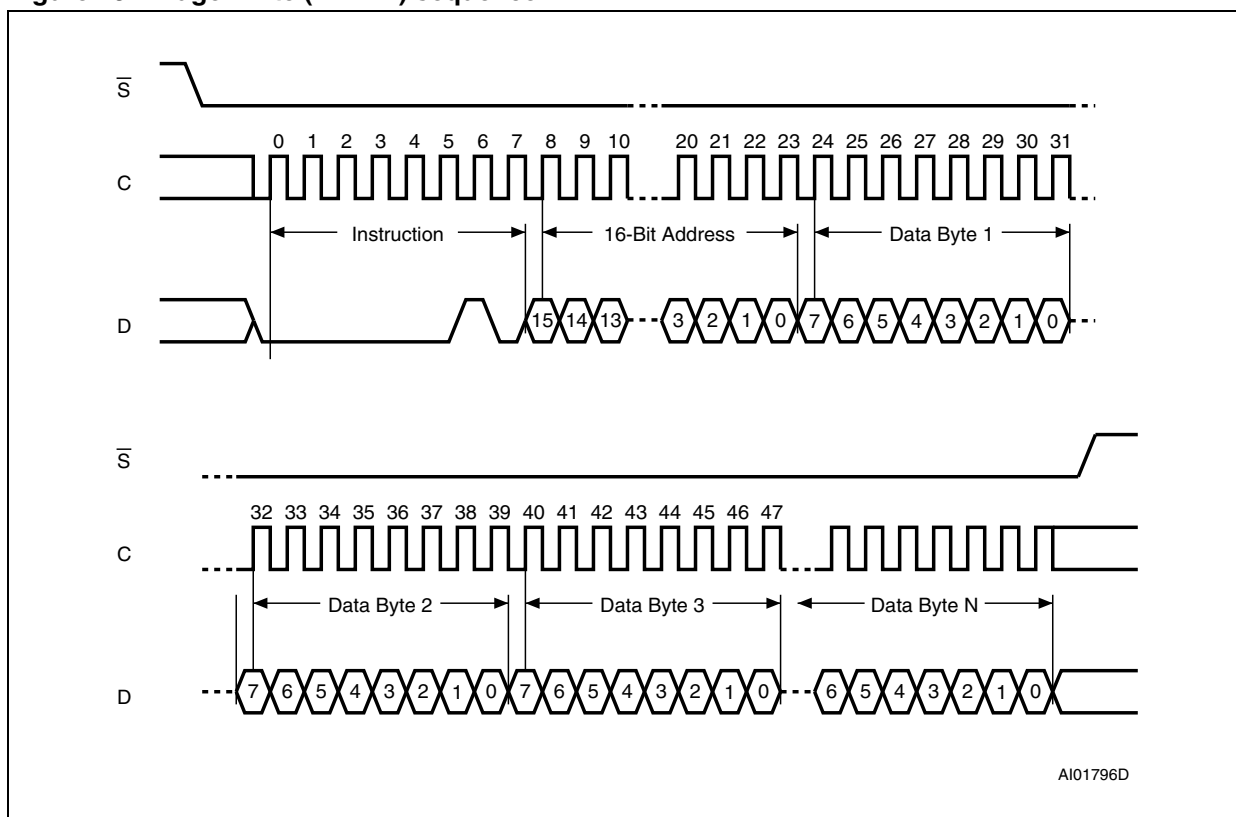 S
0 1 2 3 4 5 6 7 8 9 10 20 21 22 23 24 25 26 27 28 29 30 31
C
Instruction 16-Bit Address Data Byte 1
D 15 14 13 3 2 1 0 7 6 5 4 3 2 1 0
S
32 33 34 35 36 37 38 39 40 41 42 43 44 45 46 47
C
Data Byte 2 Data Byte 3 Data Byte N
D 7 6 5 4 3 2 1 0 7 6 5 4 3 2 1 0 6 5 4 3 2 1 0
AI01796D